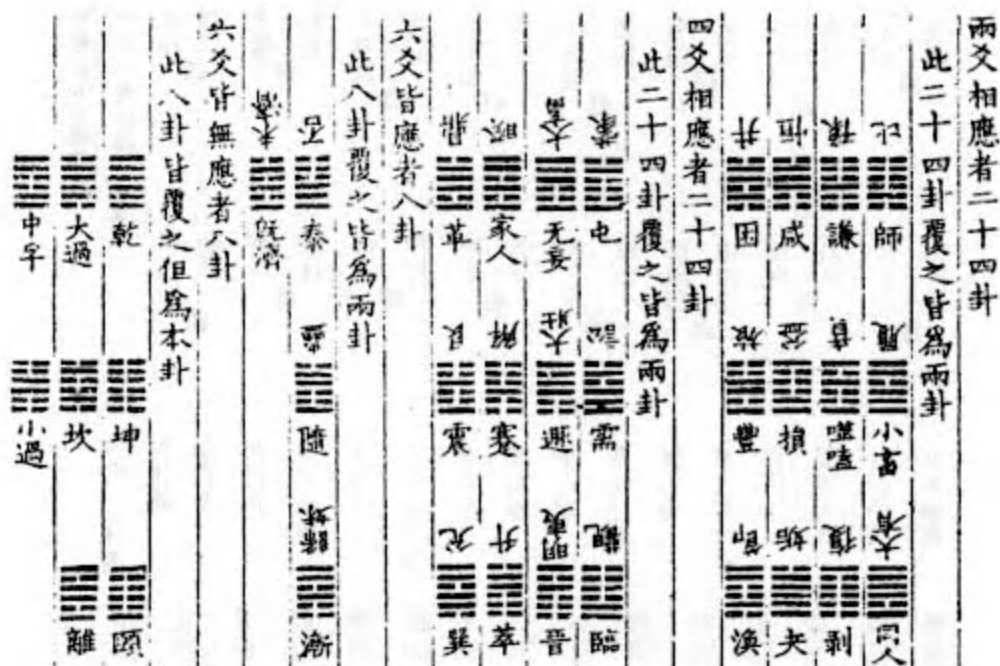 兩爻相應者二十四卦
此二十四卦覆之皆爲兩卦
比 師 履 小畜 大有 同人
豫 謙 賁 噬嗑 復 剝
恒 咸 益 損 姤 夬
井 困 旅 豐 節 渙
四爻相應者二十四卦
此二十四卦覆之皆爲兩卦
蒙 屯 訟 需 觀 臨
大畜 无妄 大壯 遯 明夷 晉
睽 家人 解 蹇 升 萃
鼎 革 艮 震 兌 巽
六爻皆應者八卦
此八卦覆之皆爲兩卦
否 泰 蠱 隨 歸妹 漸
未濟 既濟
六爻皆無應者八卦
此八卦皆覆之但爲本卦
乾 坤 頤
大過 坎 離
中孚 小過